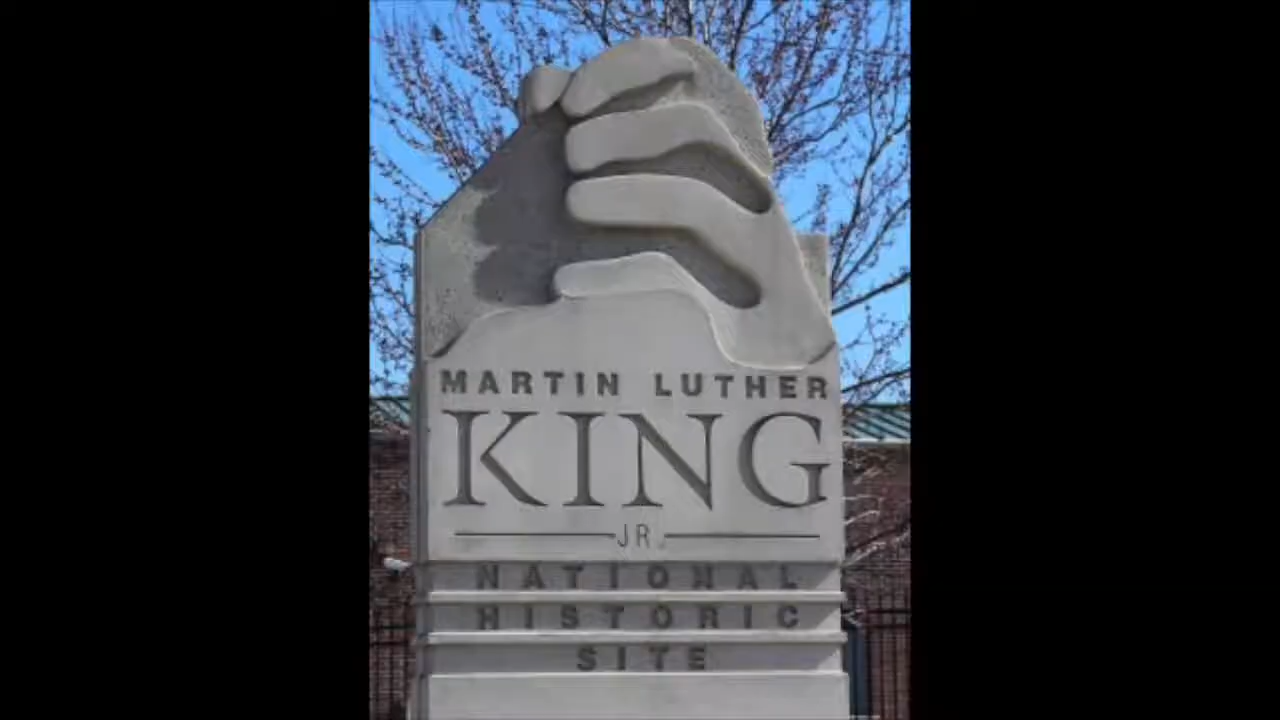 MARTIN LUTHER
KING
JR.
NATIONAL
HISTORIC
SITE